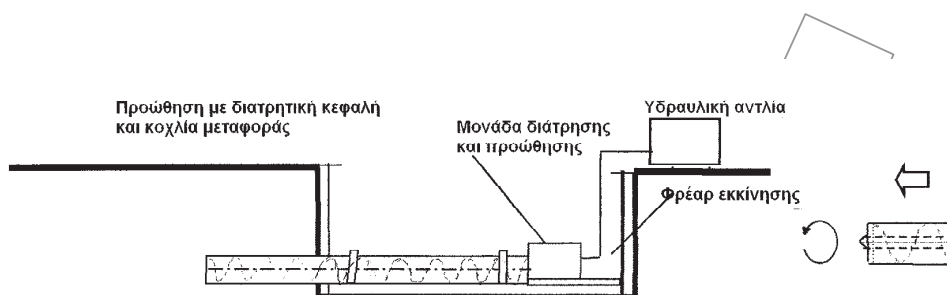 Προώθηση με διατρητική κεφαλή
και κοχλία μεταφοράς
Υδραυλική αντλία
Μονάδα διάτρησης
και προώθησης
Φρέαρ εκκίνησης